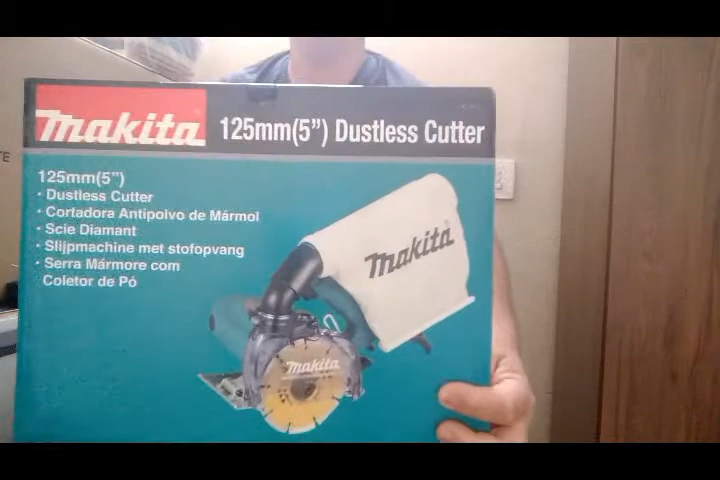 Makita 125mm(5”) Dustless Cutter
125mm(5”)
· Dustless Cutter
· Cortadora Antipolvo de Mármol
· Scie Diamant
· Slijpmachine met stofopvang
· Serra Mármore com
Coletor de Pó
Makita
Makita